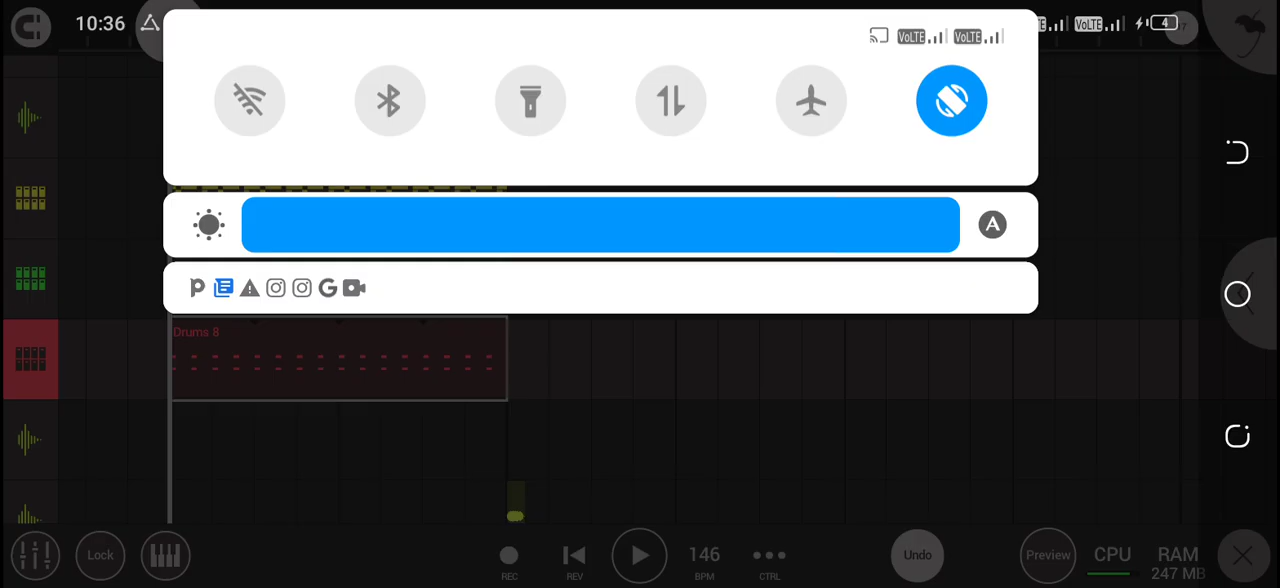 10:36
VoLTE VoLTE
VoLTE
4
17
A
Drums 8
Lock
REC
REV
146
BPM
CTRL
Undo
Preview
CPU
RAM
247 MB